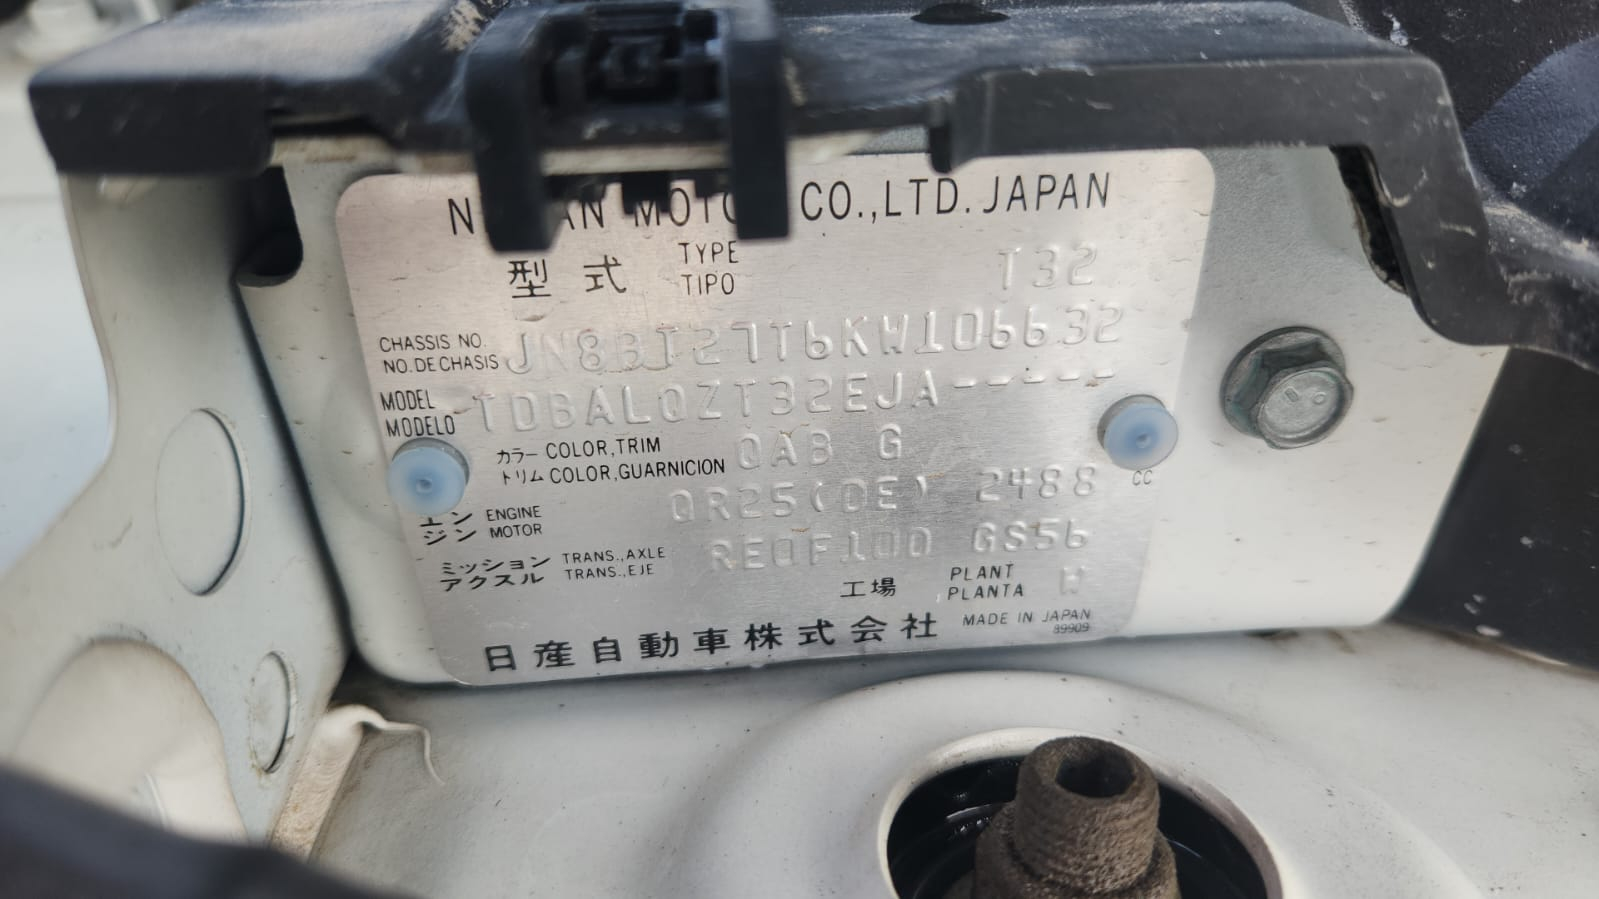 MOTO CO.,LTD. JAPAN
型式 TYPE TIPO T32
CHASSIS NO. NO. DE CHASIS JN8BT27T6KW106632
MODEL MODELO TDBALQZT32EJA-----
カラー COLOR,TRIM
トリム COLOR,GUARNICION QAB G
エン ENGINE
ジン MOTOR QR25(DE) 2488 CC
ミッション TRANS.,AXLE
アクスル TRANS.,EJE RE0F10D GS56
工場 PLANT PLANTA W
日産自動車株式会社 MADE IN JAPAN
89909